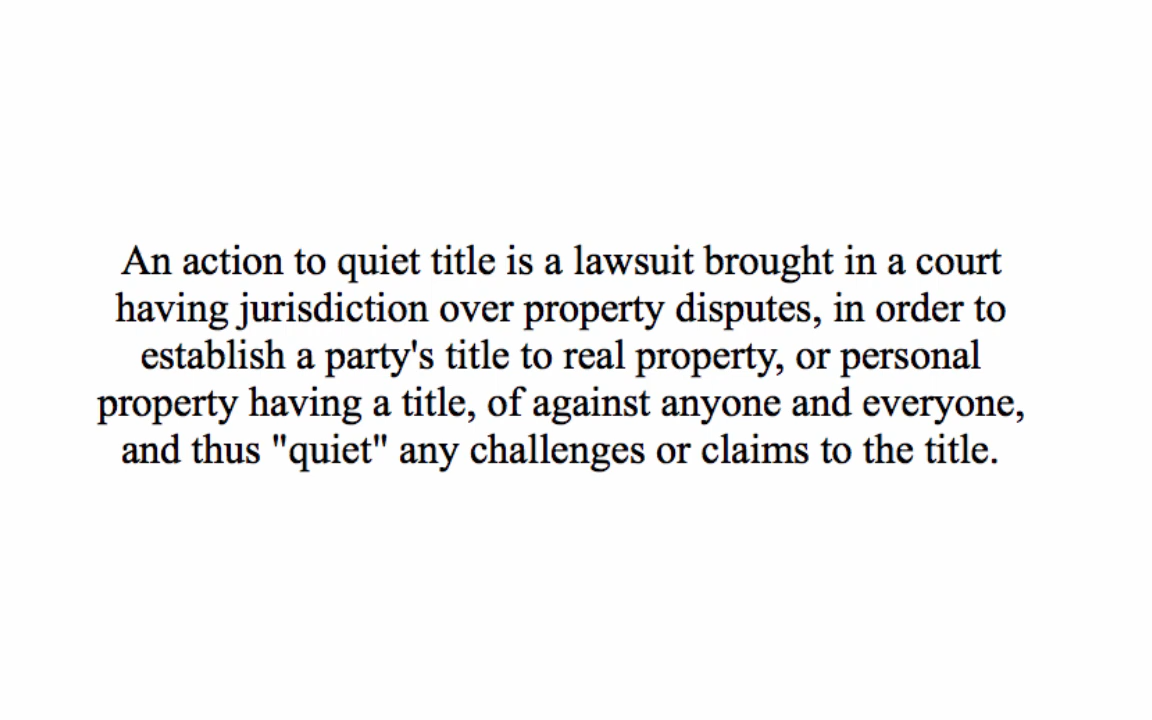 An action to quiet title is a lawsuit brought in a court
having jurisdiction over property disputes, in order to
establish a party's title to real property, or personal
property having a title, of against anyone and everyone,
and thus "quiet" any challenges or claims to the title.